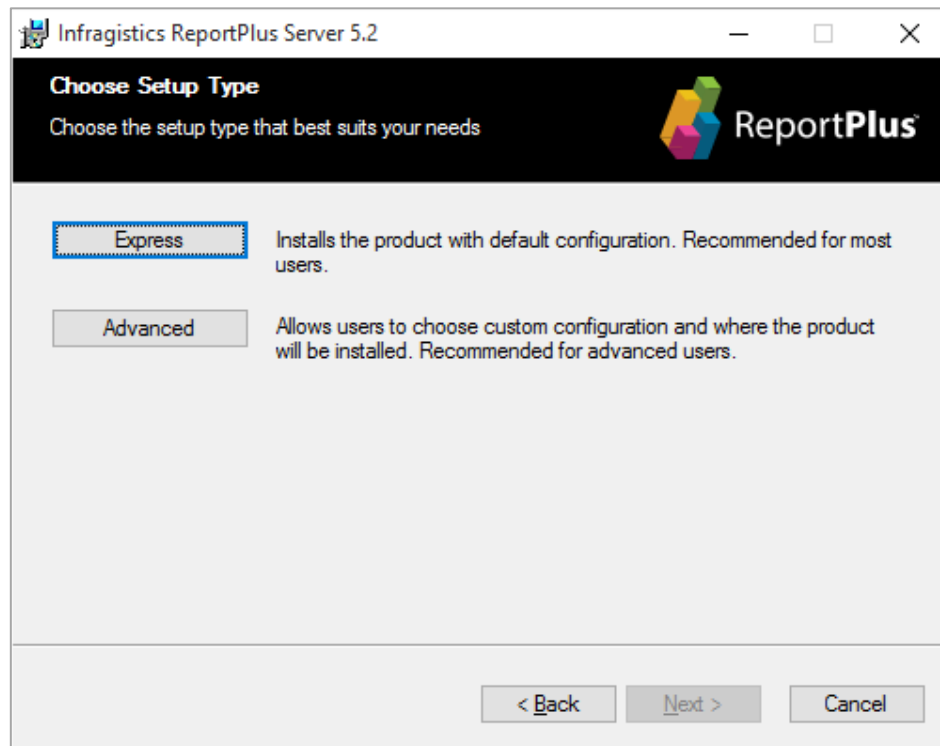 Infragistics ReportPlus Server 5.2
Choose Setup Type
Choose the setup type that best suits your needs
ReportPlus™
Express
Installs the product with default configuration. Recommended for most
users.
Advanced
Allows users to choose custom configuration and where the product
will be installed. Recommended for advanced users.
< Back
Next >
Cancel